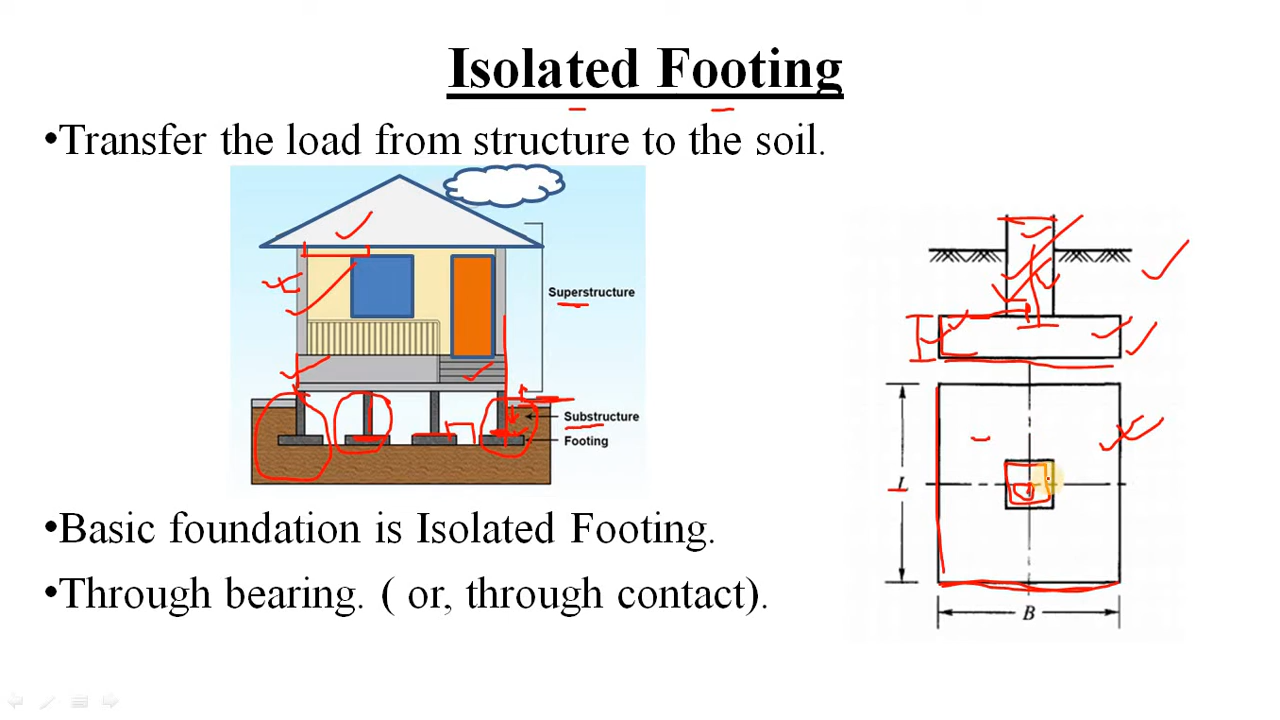 Isolated Footing
•Transfer the load from structure to the soil.
Superstructure
Substructure
Footing
L
B
•Basic foundation is Isolated Footing.
•Through bearing. ( or, through contact).